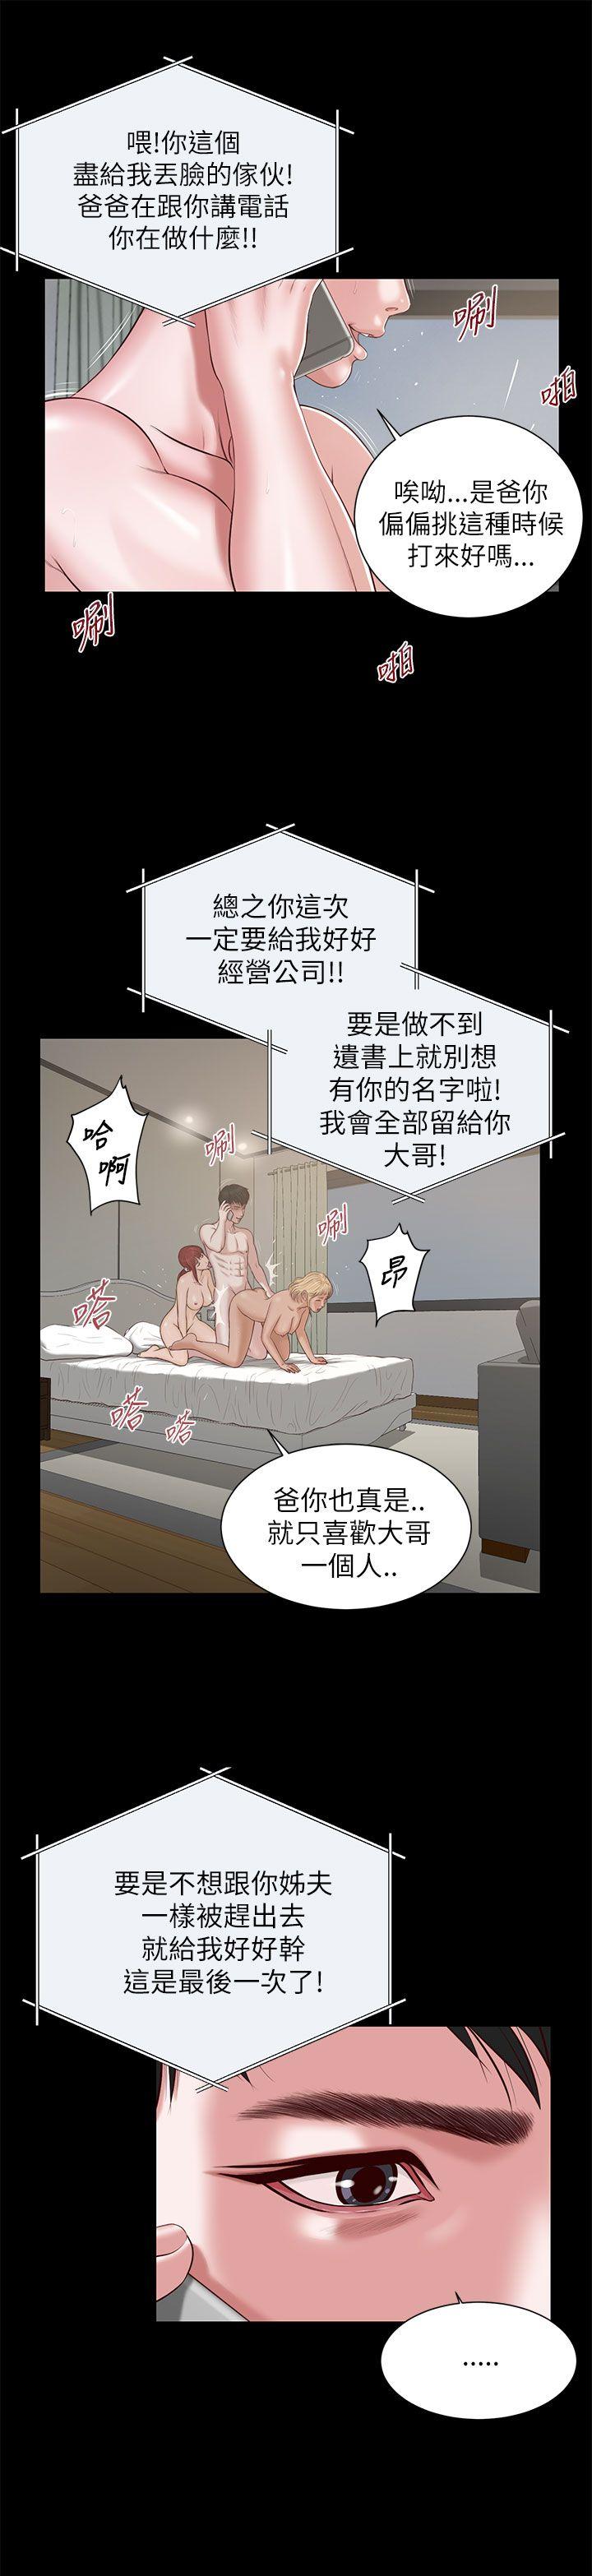 喂!你這個
盡給我丟臉的傢伙!
爸爸在跟你講電話
你在做什麼!!
唰
啪
唉呦...是爸你
偏偏挑這種時候
打來好嗎...
唰
啪
總之你這次
一定要給我好好
經營公司!!
要是做不到
遺書上就別想
有你的名字啦!
我會全部留給你
大哥!
哈
啊
唰
唰
昂
嗒
嗒
嗒
爸你也真是..
就只喜歡大哥
一個人..
要是不想跟你姊夫
一樣被趕出去
就給我好好幹
這是最後一次了!
.....